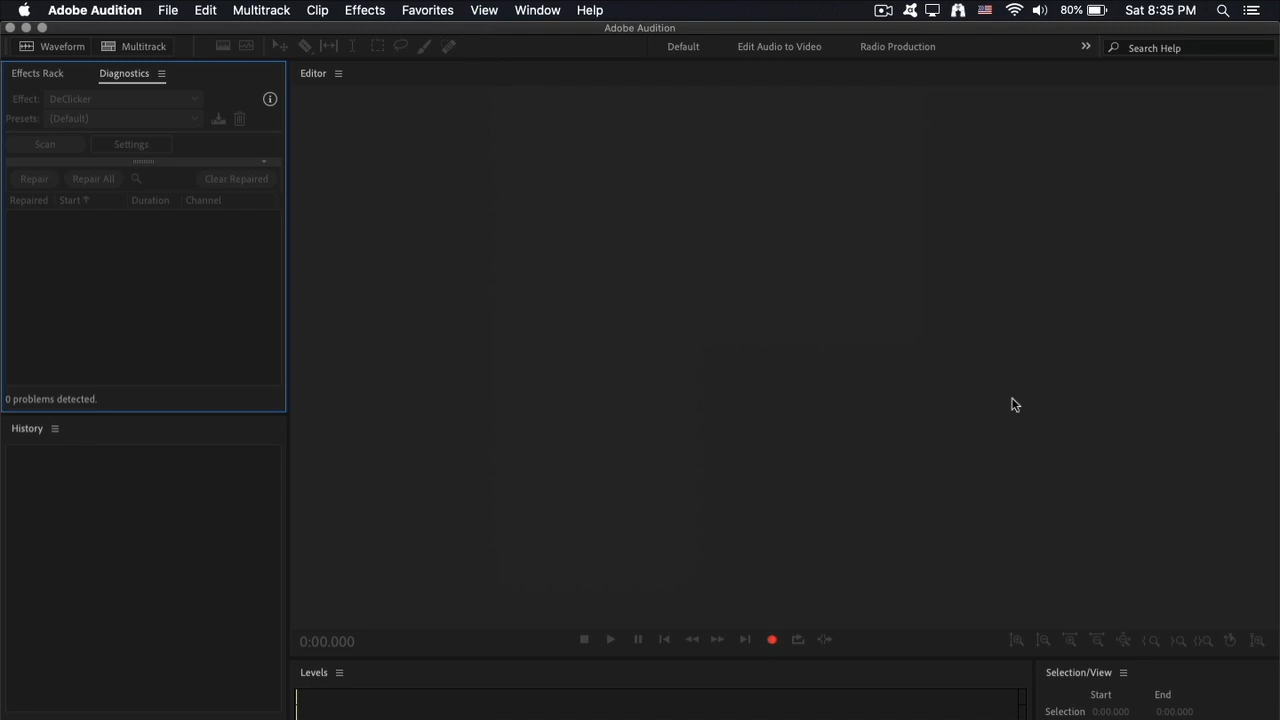 Adobe Audition File Edit Multitrack Clip Effects Favorites View Window Help 80% Sat 8:35 PM
Adobe Audition
Waveform Multitrack Default Edit Audio to Video Radio Production » Search Help
Effects Rack Diagnostics Editor
Effect: DeClicker
Presets: (Default)
Scan Settings
Repair Repair All Clear Repaired
Repaired Start Duration Channel
0 problems detected.
History
0:00.000
Levels Selection/View
Start End
Selection 0:00.000 0:00.000